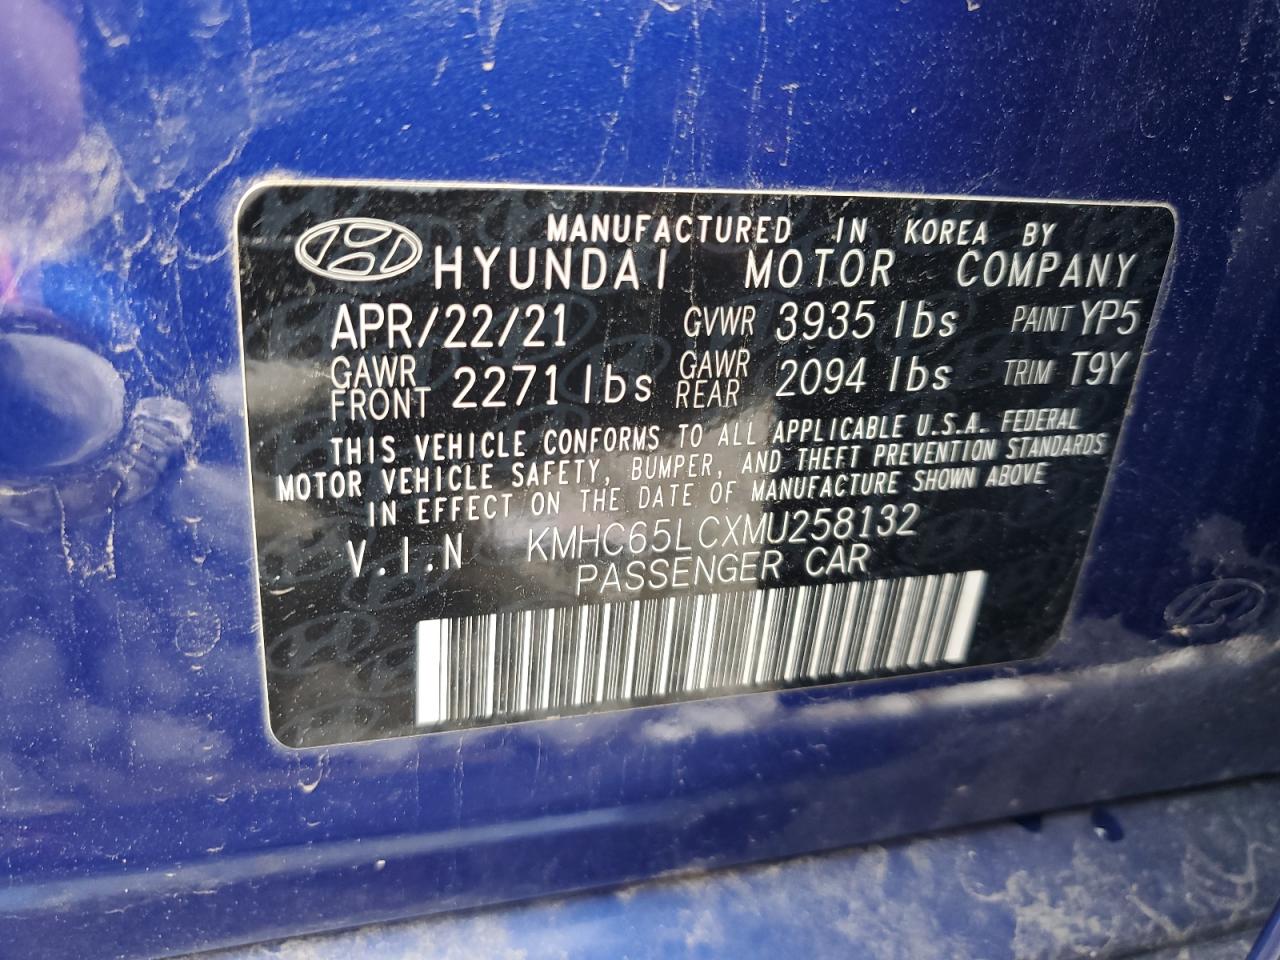 MANUFACTURED IN KOREA BY
HYUNDAI MOTOR COMPANY
APR/22/21 GVWR 3935 lbs PAINT YP5
GAWR FRONT 2271 lbs GAWR REAR 2094 lbs TRIM T9Y
THIS VEHICLE CONFORMS TO ALL APPLICABLE U.S.A. FEDERAL
MOTOR VEHICLE SAFETY, BUMPER, AND THEFT PREVENTION STANDARDS
IN EFFECT ON THE DATE OF MANUFACTURE SHOWN ABOVE
V.I.N KMHC65LCXMU258132
PASSENGER CAR